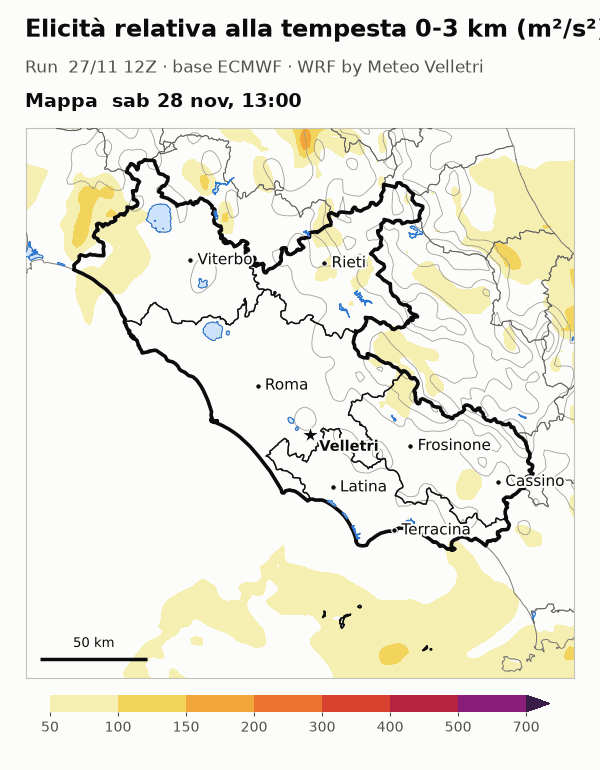 Elicità relativa alla tempesta 0-3 km (m²/s²)
Run 27/11 12Z · base ECMWF · WRF by Meteo Velletri
Mappa sab 28 nov, 13:00
Viterbo
Rieti
Roma
Velletri
Frosinone
Latina
Cassino
Terracina
50 km
50 100 150 200 300 400 500 700